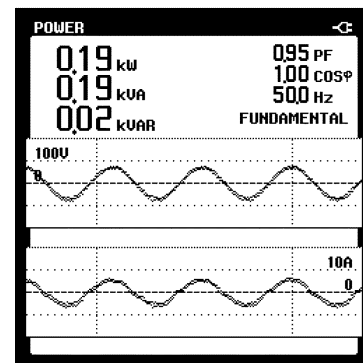 POWER
0.19 kW
0.19 kVA
0.02 kVAR
0.95 PF
1.00 cosφ
50.0 Hz
FUNDAMENTAL
100V
0
10A
0